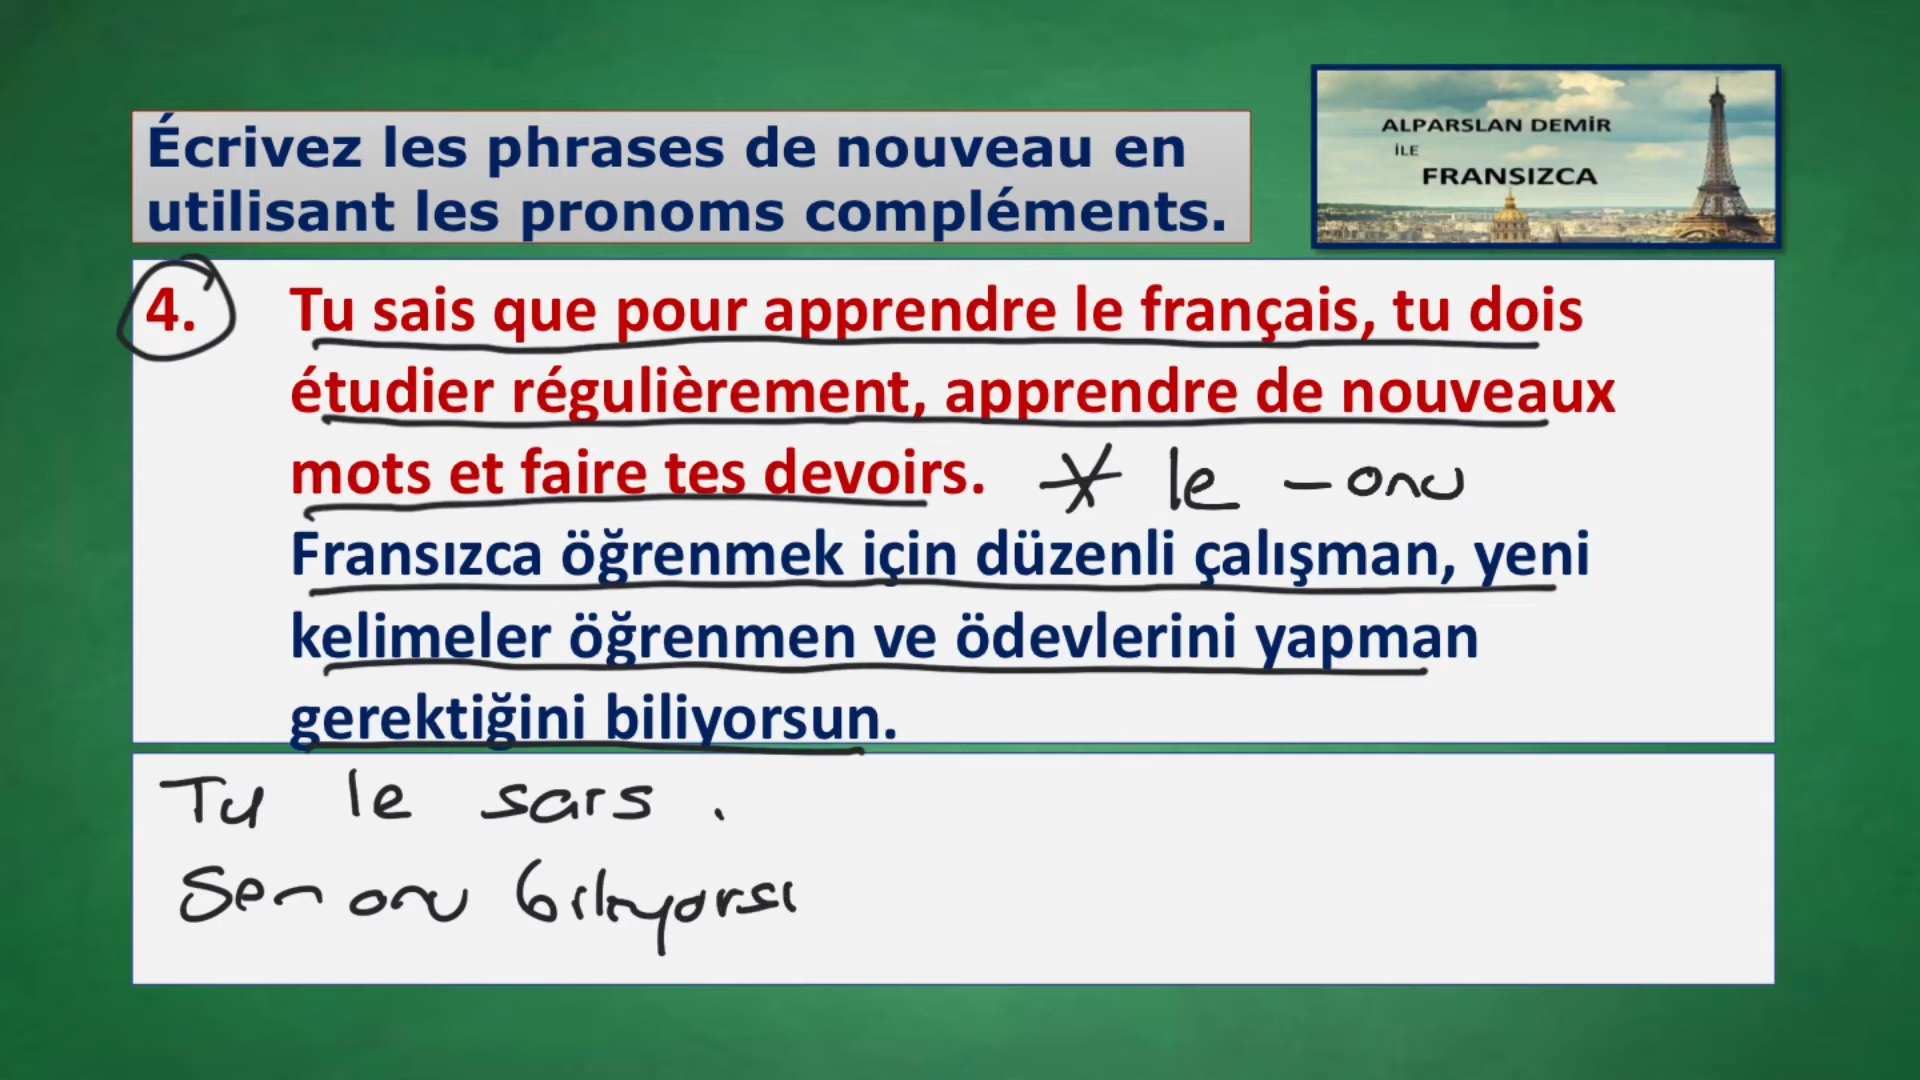 Écrivez les phrases de nouveau en
utilisant les pronoms compléments.
ALPARSLAN DEMİR
İLE
FRANSIZCA
4. Tu sais que pour apprendre le français, tu dois
étudier régulièrement, apprendre de nouveaux
mots et faire tes devoirs. * le - onu
Fransızca öğrenmek için düzenli çalışman, yeni
kelimeler öğrenmen ve ödevlerini yapman
gerektiğini biliyorsun.
Tu le sais.
Sen onu biliyorsu